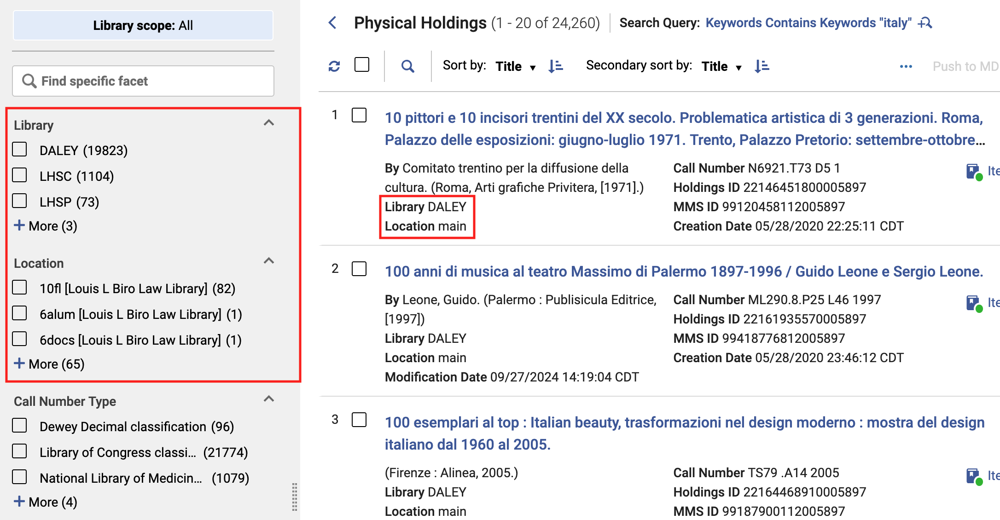 Library scope: All
Find specific facet
Library
DALEY (19823)
LHSC (1104)
LHSP (73)
More (3)
Location
10fl [Louis L Biro Law Library] (82)
6alum [Louis L Biro Law Library] (1)
6docs [Louis L Biro Law Library] (1)
More (65)
Call Number Type
Dewey Decimal classification (96)
Library of Congress classi... (21774)
National Library of Medicin... (1079)
More (4)
Physical Holdings (1 - 20 of 24,260) Search Query: Keywords Contains Keywords "italy"
Sort by: Title Secondary sort by: Title ... Push to MD
1 10 pittori e 10 incisori trentini del XX secolo. Problematica artistica di 3 generazioni. Roma,
Palazzo delle esposizioni: giugno-luglio 1971. Trento, Palazzo Pretorio: settembre-ottobre...
By Comitato trentino per la diffusione della
cultura. (Roma, Arti grafiche Privitera, [1971].)
Library DALEY
Location main
Call Number N6921.T73 D5 1
Holdings ID 22146451800005897
MMS ID 99120458112005897
Creation Date 05/28/2020 22:25:11 CDT
Ite
2 100 anni di musica al teatro Massimo di Palermo 1897-1996 / Guido Leone e Sergio Leone.
By Leone, Guido. (Palermo : Publisicula Editrice,
[1997])
Library DALEY
Location main
Modification Date 09/27/2024 14:19:04 CDT
Call Number ML290.8.P25 L46 1997
Holdings ID 22161935570005897
MMS ID 99418776812005897
Creation Date 05/28/2020 23:46:12 CDT
Ite
3 100 esemplari al top : Italian beauty, trasformazioni nel design moderno : mostra del design
italiano dal 1960 al 2005.
(Firenze : Alinea, 2005.)
Library DALEY
Location main
Call Number TS79 .A14 2005
Holdings ID 22164468910005897
MMS ID 99187900112005897
Ite